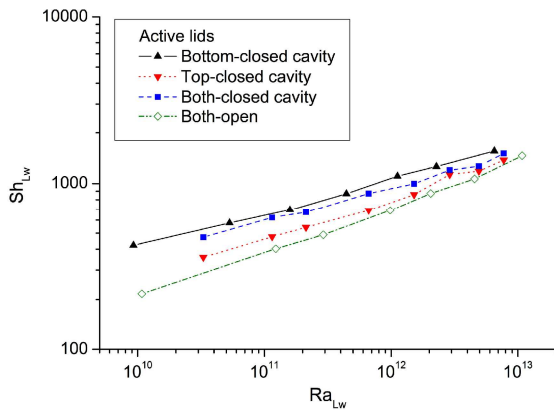 10000
1000
100
Sh_Lw
Active lids
Bottom-closed cavity
Top-closed cavity
Both-closed cavity
Both-open
10^10
10^11
10^12
10^13
Ra_Lw